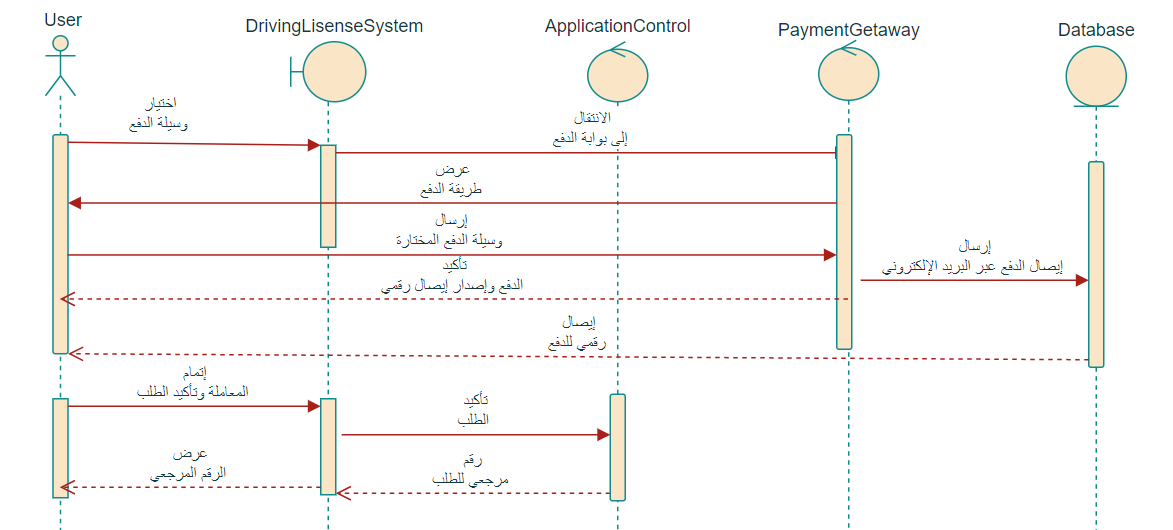 User
DrivingLisenseSystem
ApplicationControl
PaymentGetaway
Database
اختيار
وسيلة الدفع
الانتقال
إلى بوابة الدفع
عرض
طريقة الدفع
إرسال
وسيلة الدفع المختارة
إرسال
إيصال الدفع عبر البريد الإلكتروني
تأكيد
الدفع وإصدار إيصال رقمي
إيصال
رقمي للدفع
إتمام
المعاملة وتأكيد الطلب
تأكيد
الطلب
رقم
مرجعي للطلب
عرض
الرقم المرجعي